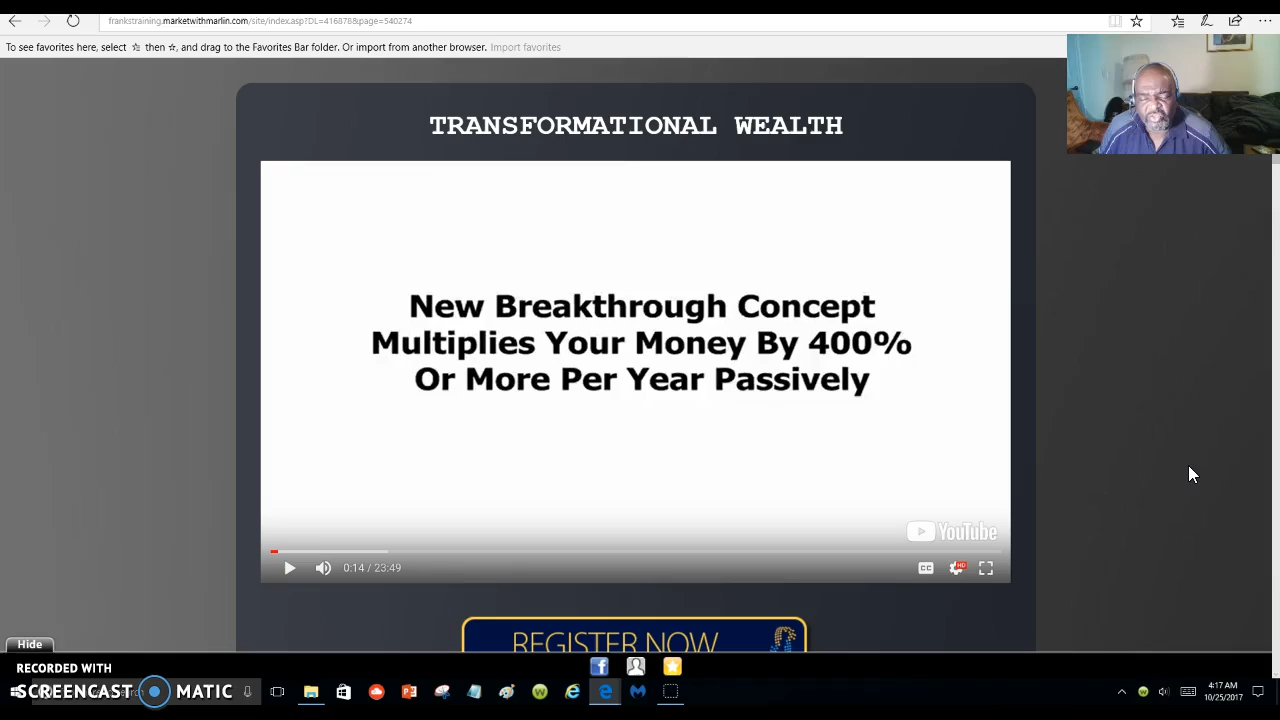 frankstraining.marketwithmarlin.com/site/index.asp?DL=416878&page=540274
To see favorites here, select ☆ then ☆, and drag to the Favorites Bar folder. Or import from another browser. Import favorites
TRANSFORMATIONAL WEALTH
New Breakthrough Concept
Multiplies Your Money By 400%
Or More Per Year Passively
YouTube
0:14 / 23:49
CC
HD
REGISTER NOW
Hide
RECORDED WITH
SCREENCAST MATIC
4:17 AM
10/25/2017